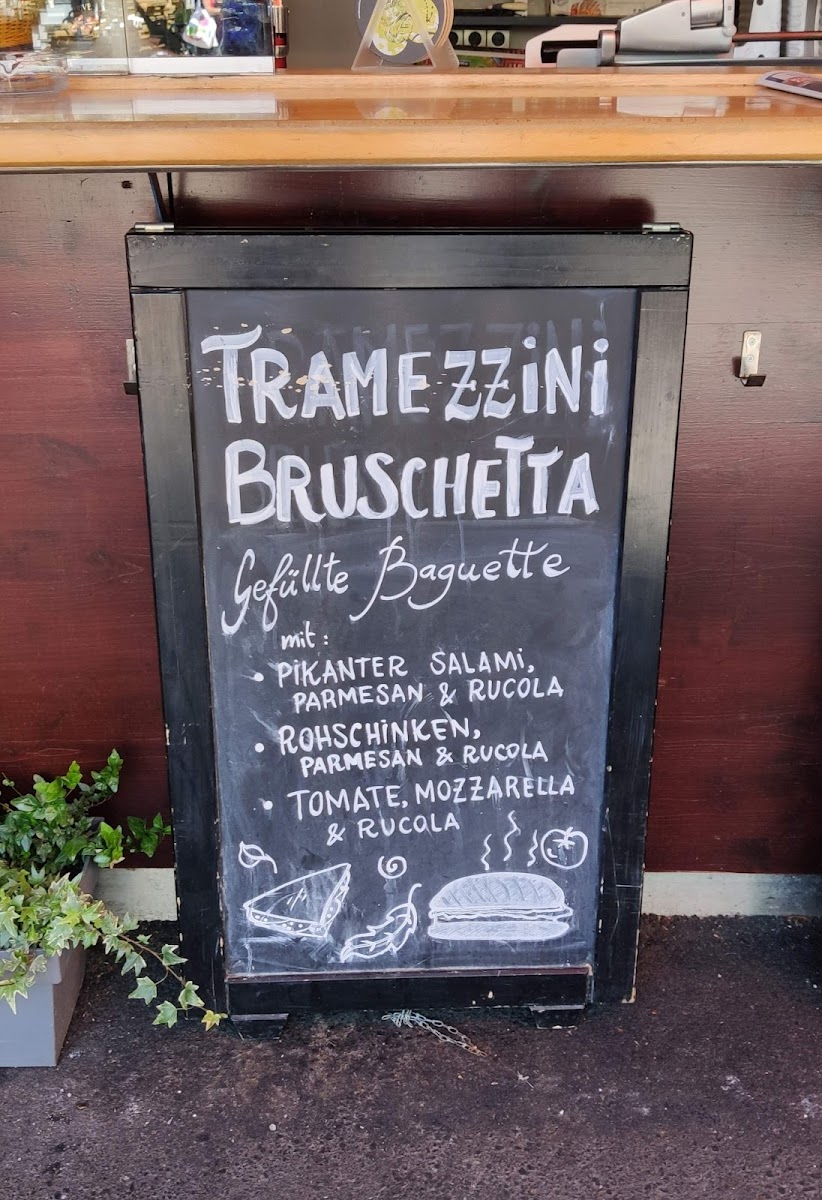 TRAMEZZiNi
BRUSCHETTA
Gefüllte Baguette
mit:
• PiKANTER SALAMi,
PARMESAN & RUCOLA
• ROHSCHiNKEN,
PARMESAN & RUCOLA
• TOMATE, MOZZARELLA
& RUCOLA